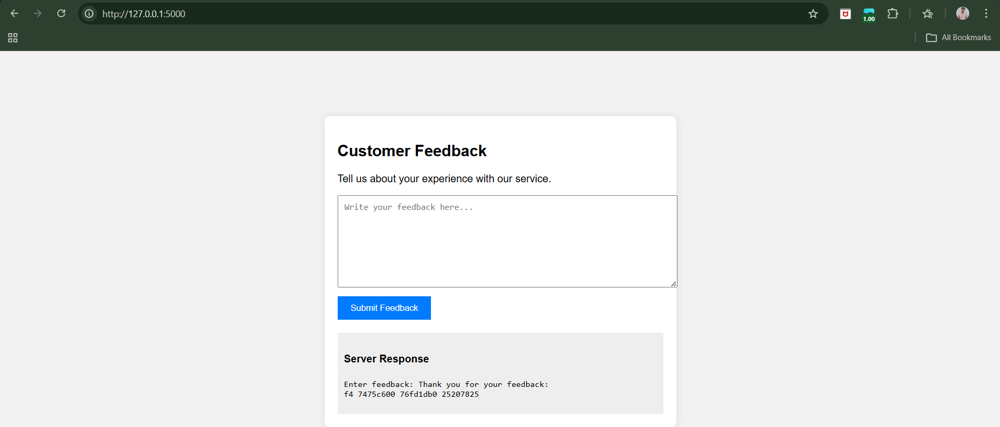 http://127.0.0.1:5000
1.00
All Bookmarks
Customer Feedback
Tell us about your experience with our service.
Write your feedback here...
Submit Feedback
Server Response
Enter feedback: Thank you for your feedback:
f4 7475c600 76fd1db0 25207825